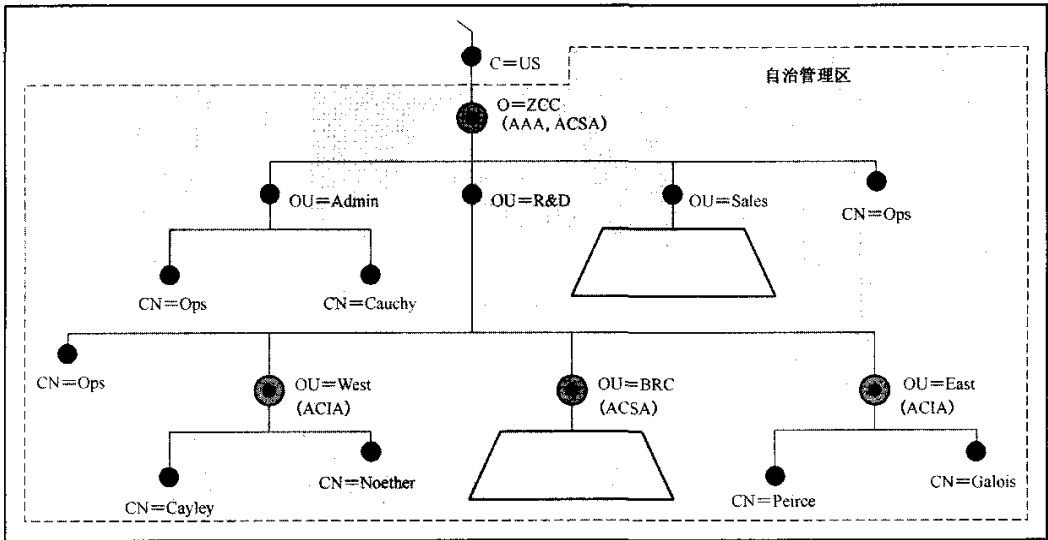 C=US
自治管理区
O=ZCC
(AAA, ACSA)
OU=Admin
OU=R&D
OU=Sales
CN=Ops
CN=Ops
CN=Cauchy
CN=Ops
OU=West
(ACIA)
OU=BRC
(ACSA)
OU=East
(ACIA)
CN=Cayley
CN=Noether
CN=Peirce
CN=Galois